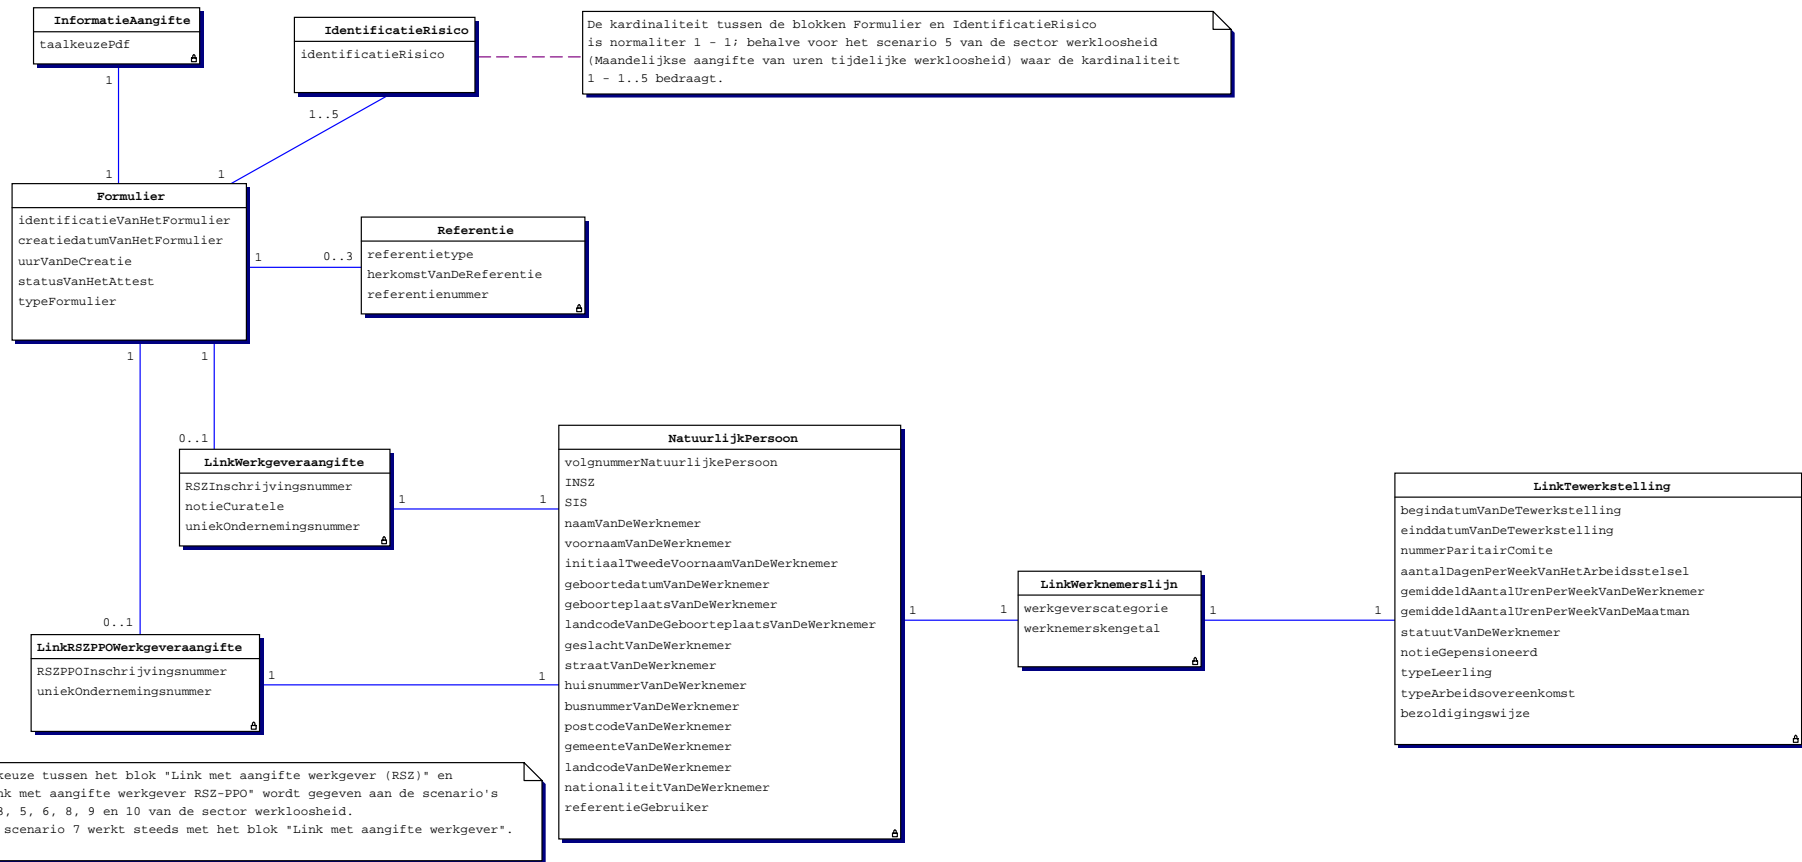 InformatieAangifte
taalkeuzePdf
IdentificatieRisico
identificatieRisico
De kardinaliteit tussen de blokken Formulier en IdentificatieRisico
is normaliter 1 - 1; behalve voor het scenario 5 van de sector werkloosheid
(Maandelijkse aangifte van uren tijdelijke werkloosheid) waar de kardinaliteit
1 - 1..5 bedraagt.
1
1..5
1
1
Formulier
identificatieVanHetFormulier
creatiedatumVanHetFormulier
uurVanDeCreatie
statusVanHetAttest
typeFormulier
1
0..3
Referentie
referentietype
herkomstVanDeReferentie
referentienummer
1
1
0..1
LinkWerkgeveraangifte
RSZInschrijvingsnummer
notieCuratele
uniekOndernemingsnummer
1
1
0..1
LinkRSZPPOWerkgeveraangifte
RSZPPOInschrijvingsnummer
uniekOndernemingsnummer
1
1
NatuurlijkPersoon
volgnummerNatuurlijkePersoon
INSZ
SIS
naamVanDeWerknemer
voornaamVanDeWerknemer
initiaalTweedeVoornaamVanDeWerknemer
geboortedatumVanDeWerknemer
geboorteplaatsVanDeWerknemer
landcodeVanDeGeboorteplaatsVanDeWerknemer
geslachtVanDeWerknemer
straatVanDeWerknemer
huisnummerVanDeWerknemer
busnummerVanDeWerknemer
postcodeVanDeWerknemer
gemeenteVanDeWerknemer
landcodeVanDeWerknemer
nationaliteitVanDeWerknemer
referentieGebruiker
1
1
LinkWerknemerslijn
werkgeverscategorie
werknemerskengetal
1
1
LinkTewerkstelling
begindatumVanDeTewerkstelling
einddatumVanDeTewerkstelling
nummerParitairComite
aantalDagenPerWeekVanHetArbeidsstelsel
gemiddeldAantalUrenPerWeekVanDeWerknemer
gemiddeldAantalUrenPerWeekVanDeMaatman
statuutVanDeWerknemer
notieGepensioneerd
typeLeerling
typeArbeidsovereenkomst
bezoldigingswijze
keuze tussen het blok "Link met aangifte werkgever (RSZ)" en
nk met aangifte werkgever RSZ-PPO" wordt gegeven aan de scenario's
3, 5, 6, 8, 9 en 10 van de sector werkloosheid.
scenario 7 werkt steeds met het blok "Link met aangifte werkgever".